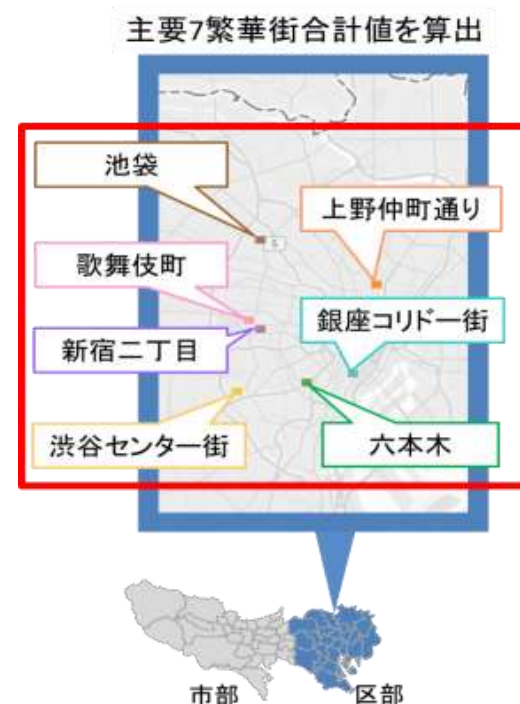 主要7繁華街合計値を算出
池袋
上野仲町通り
歌舞伎町
銀座コリドー街
新宿二丁目
渋谷センター街
六本木
市部
区部